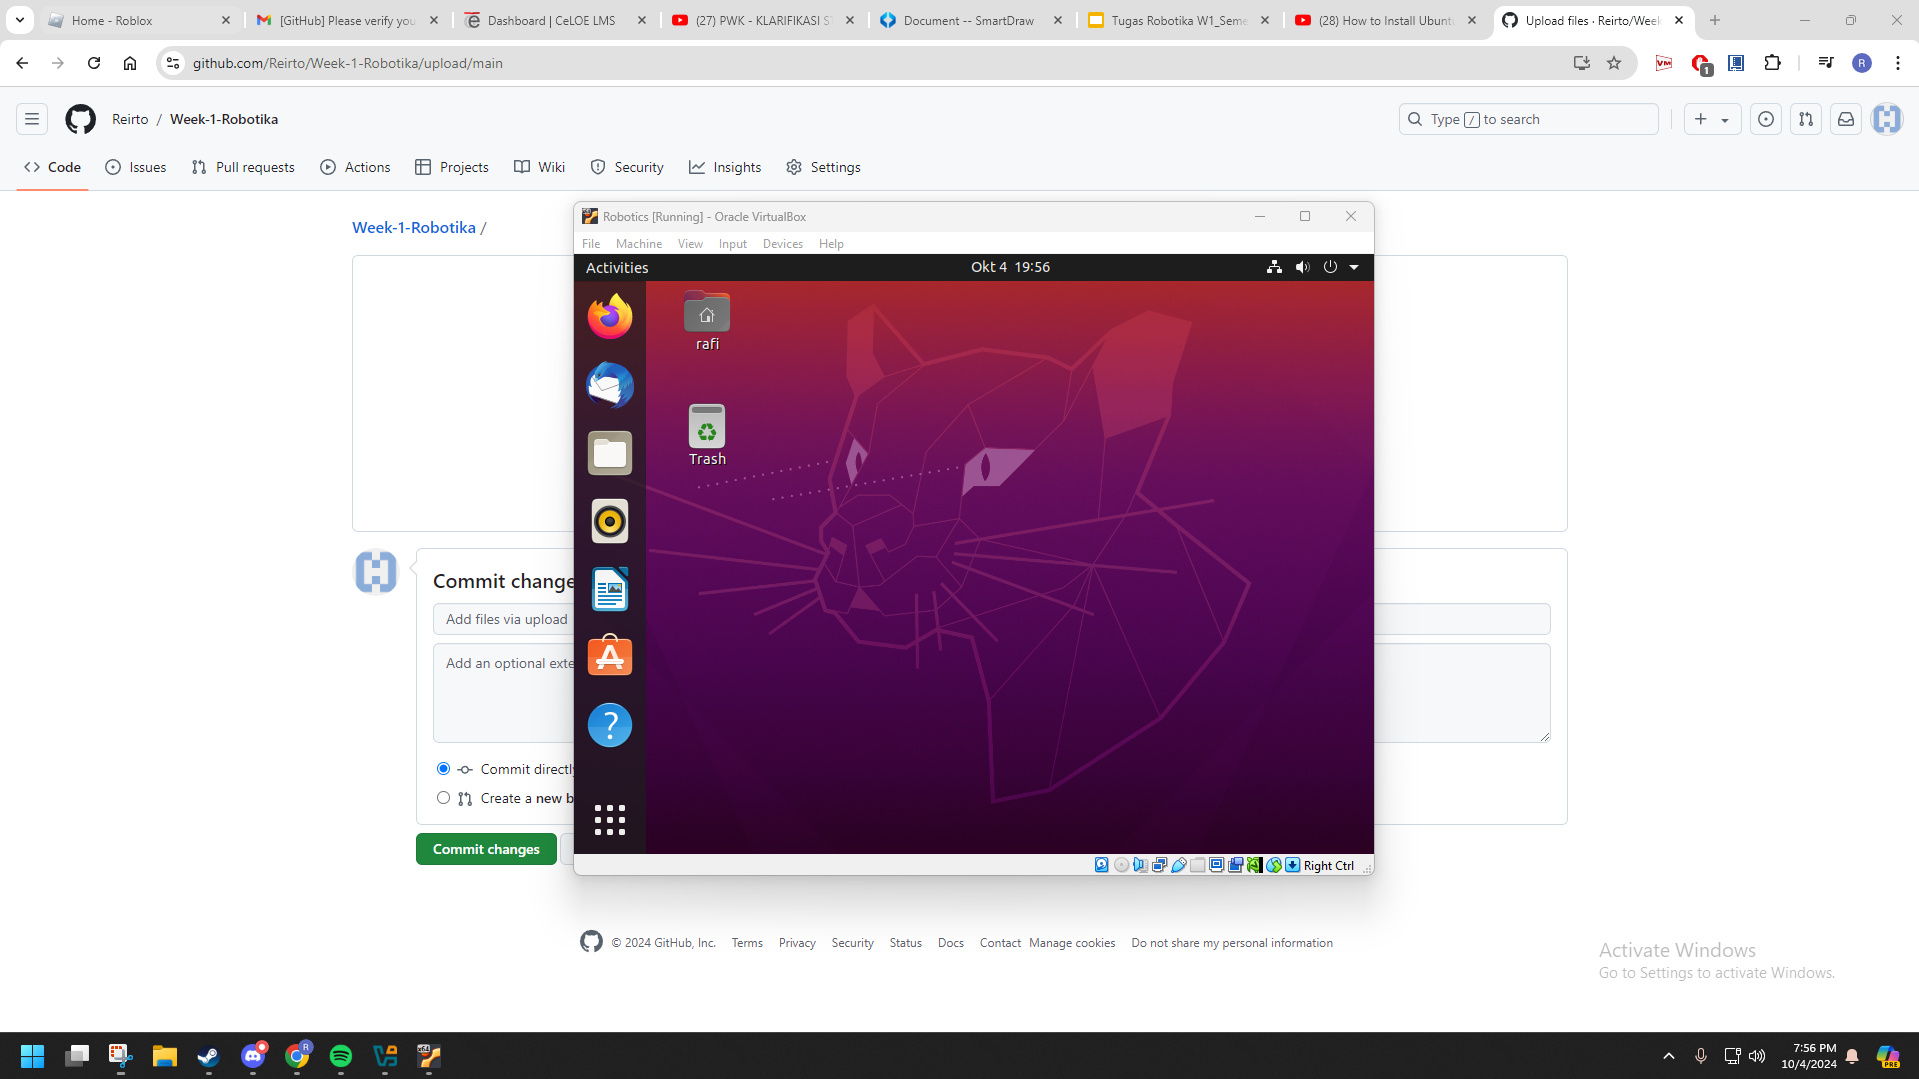 Home - Roblox
[GitHub] Please verify you
Dashboard | CeLOE LMS
(27) PWK - KLARIFIKASI ST
Document -- SmartDraw
Tugas Robotika W1_Seme
(28) How to Install Ubuntu
Upload files · Reirto/Week
github.com/Reirto/Week-1-Robotika/upload/main
VM
1
R
Reirto / Week-1-Robotika
Type / to search
Code
Issues
Pull requests
Actions
Projects
Wiki
Security
Insights
Settings
Week-1-Robotika /
Robotics [Running] - Oracle VirtualBox
File Machine View Input Devices Help
Activities
Okt 4 19:56
rafi
Trash
Commit change
Add files via upload
Add an optional exte
Commit directly
Create a new b
Commit changes
Right Ctrl
© 2024 GitHub, Inc. Terms Privacy Security Status Docs Contact Manage cookies Do not share my personal information
Activate Windows
Go to Settings to activate Windows.
R
7:56 PM
10/4/2024
PRE